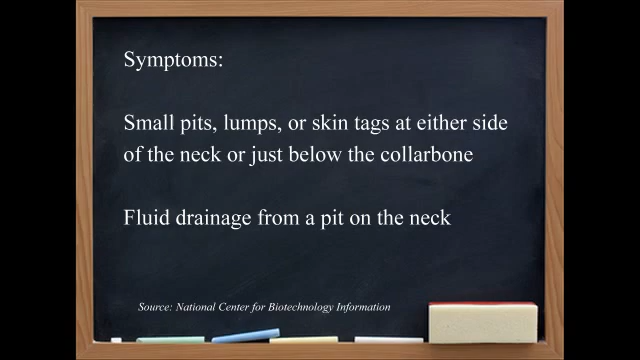 Symptoms:
Small pits, lumps, or skin tags at either side
of the neck or just below the collarbone
Fluid drainage from a pit on the neck
Source: National Center for Biotechnology Information